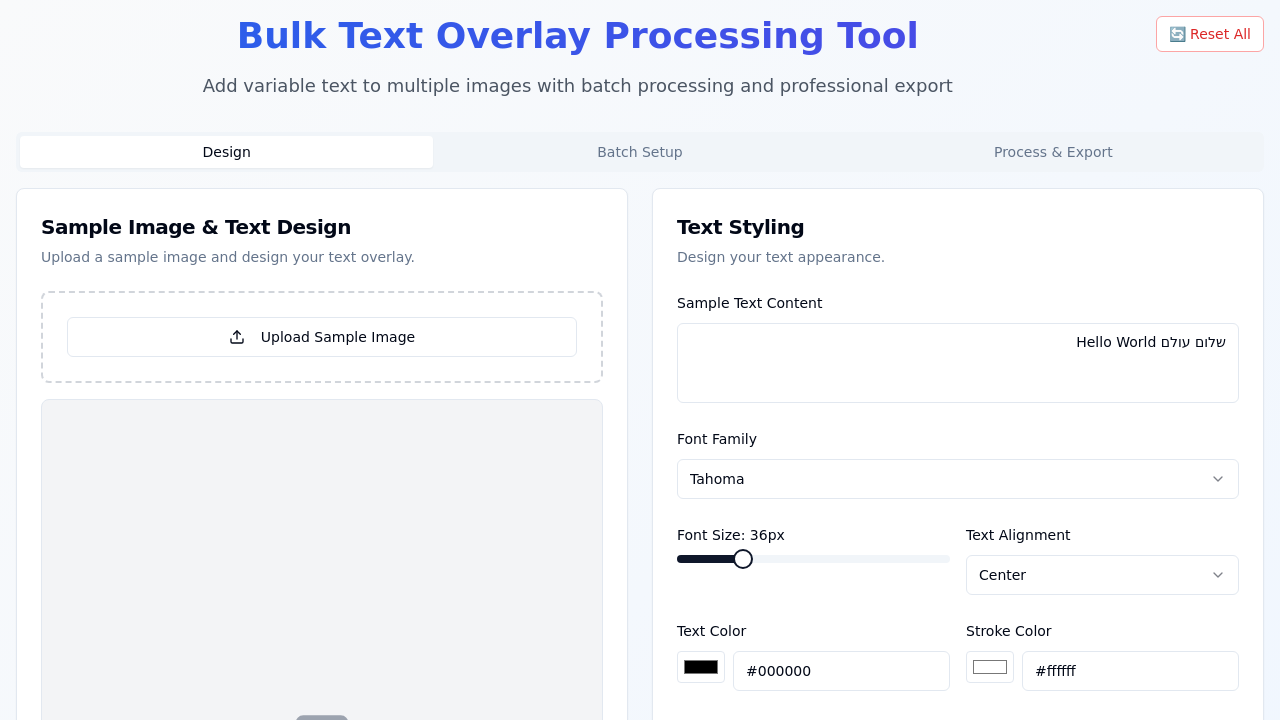 Bulk Text Overlay Processing Tool
🔄 Reset All
Add variable text to multiple images with batch processing and professional export
Design
Batch Setup
Process & Export
Sample Image & Text Design
Upload a sample image and design your text overlay.
Upload Sample Image
Text Styling
Design your text appearance.
Sample Text Content
שלום עולם Hello World
Font Family
Tahoma
Font Size: 36px
Text Alignment
Center
Text Color
Stroke Color
#000000
#ffffff